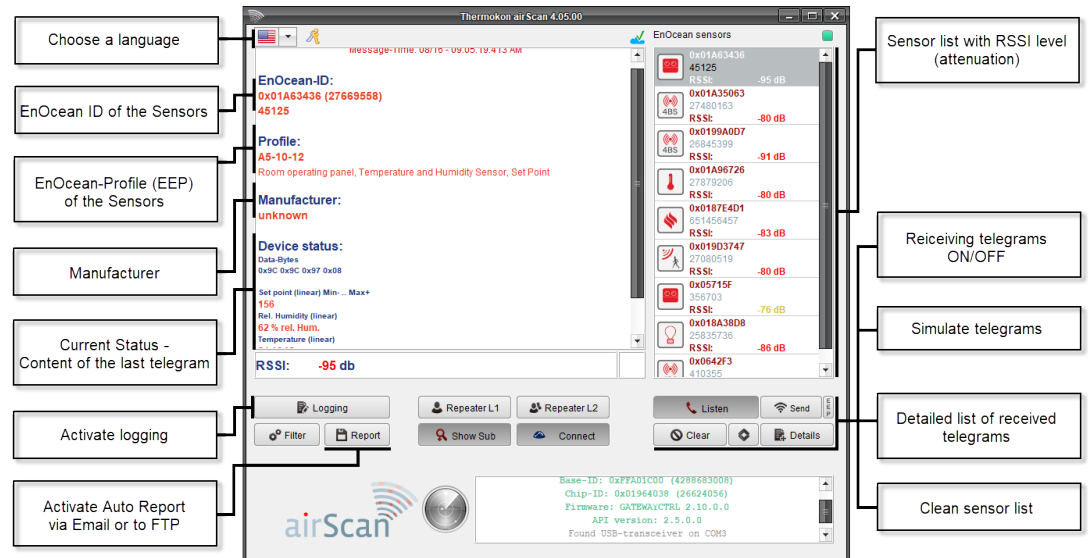 Thermokon airScan 4.05.00
Choose a language
EnOcean ID of the Sensors
EnOcean-Profile (EEP)
of the Sensors
Manufacturer
Current Status -
Content of the last telegram
Activate logging
Activate Auto Report
via Email or to FTP
Message-Time: 08/16 - 09:05:19.413 AM
EnOcean-ID:
0x01A63436 (27669558)
45125
Profile:
A5-10-12
Room operating panel, Temperature and Humidity Sensor, Set Point
Manufacturer:
unknown
Device status:
Data-Bytes
0x9C 0x9C 0x97 0x08
Set point (linear) Min- .. Max+
156
Rel. Humidity (linear)
62 % rel. Hum.
Temperature (linear)
RSSI: -95 db
EnOcean sensors
0x01A63436
45125
RSSI: -95 dB
4BS
0x01A35063
27480163
RSSI: -80 dB
4BS
0x0199A0D7
26845399
RSSI: -91 dB
0x01A96726
27879206
RSSI: -80 dB
0x0187E4D1
651456457
RSSI: -83 dB
0x019D3747
27080519
RSSI: -80 dB
0x05715F
356703
RSSI: -76 dB
0x018A38D8
25835736
RSSI: -86 dB
0x0642F3
410355
Logging
Repeater L1
Repeater L2
Listen
Send
EEP
Filter
Report
Show Sub
Connect
Clear
Details
airScan
Base-ID: 0xFFA01C00 (4288683008)
Chip-ID: 0x01964038 (26624056)
Firmware: GATEWAYCTRL 2.10.0.0
API version: 2.5.0.0
Found USB-transceiver on COM3
Sensor list with RSSI level
(attenuation)
Reiceiving telegrams
ON/OFF
Simulate telegrams
Detailed list of received
telegrams
Clean sensor list